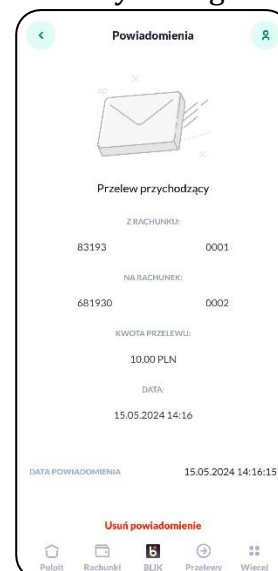 Powiadomienia
Przelew przychodzący
Z RACHUNKU:
83193 0001
NA RACHUNEK:
681930 0002
KWOTA PRZELEWU:
10,00 PLN
DATA:
15.05.2024 14:16
DATA POWIADOMIENIA 15.05.2024 14:16:15
Usuń powiadomienie
Pulpit Rachunki BLIK Przelewy Więcej